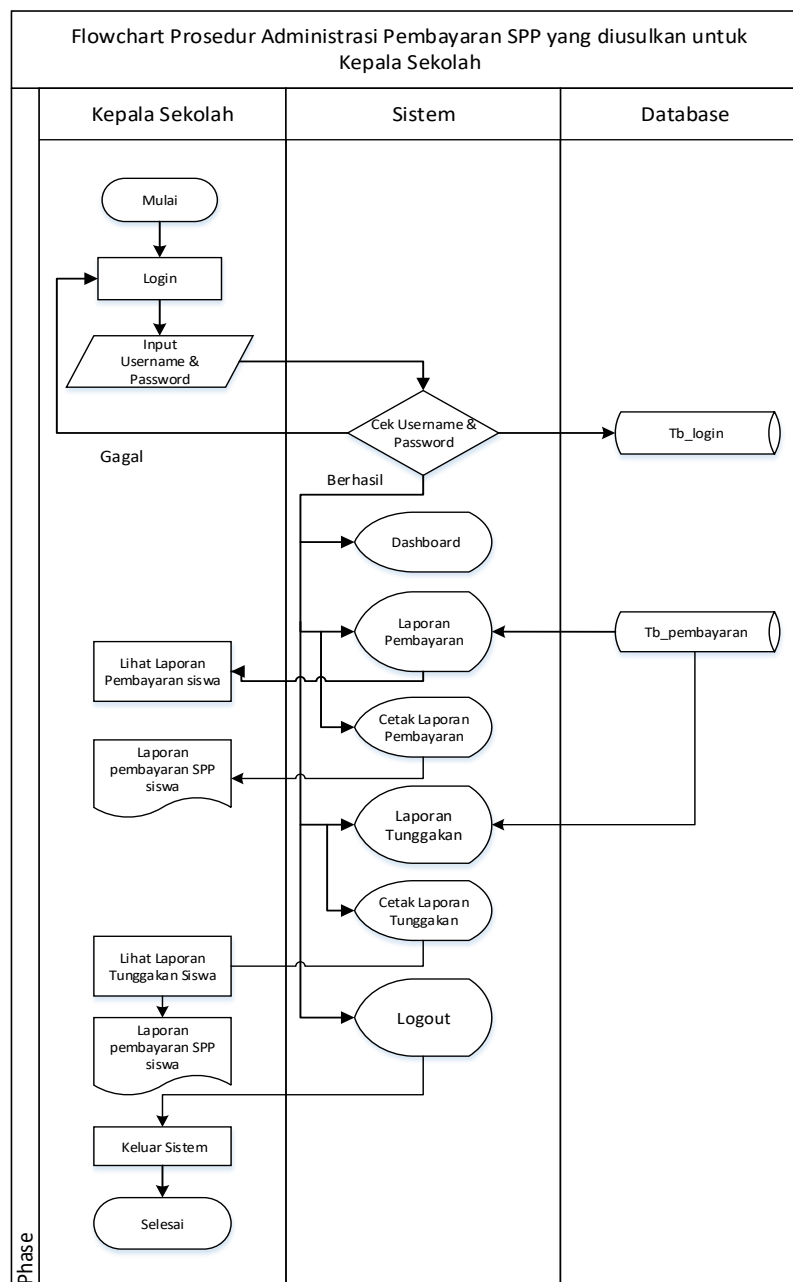 Flowchart Prosedur Administrasi Pembayaran SPP yang diusulkan untuk
Kepala Sekolah
Kepala Sekolah
Sistem
Database
Mulai
Login
Input
Username &
Password
Cek Username &
Password
Tb_login
Gagal
Berhasil
Dashboard
Laporan
Pembayaran
Tb_pembayaran
Lihat Laporan
Pembayaran siswa
Cetak Laporan
Pembayaran
Laporan
pembayaran SPP
siswa
Laporan
Tunggakan
Cetak Laporan
Tunggakan
Lihat Laporan
Tunggakan Siswa
Logout
Laporan
pembayaran SPP
siswa
Keluar Sistem
Selesai
Phase